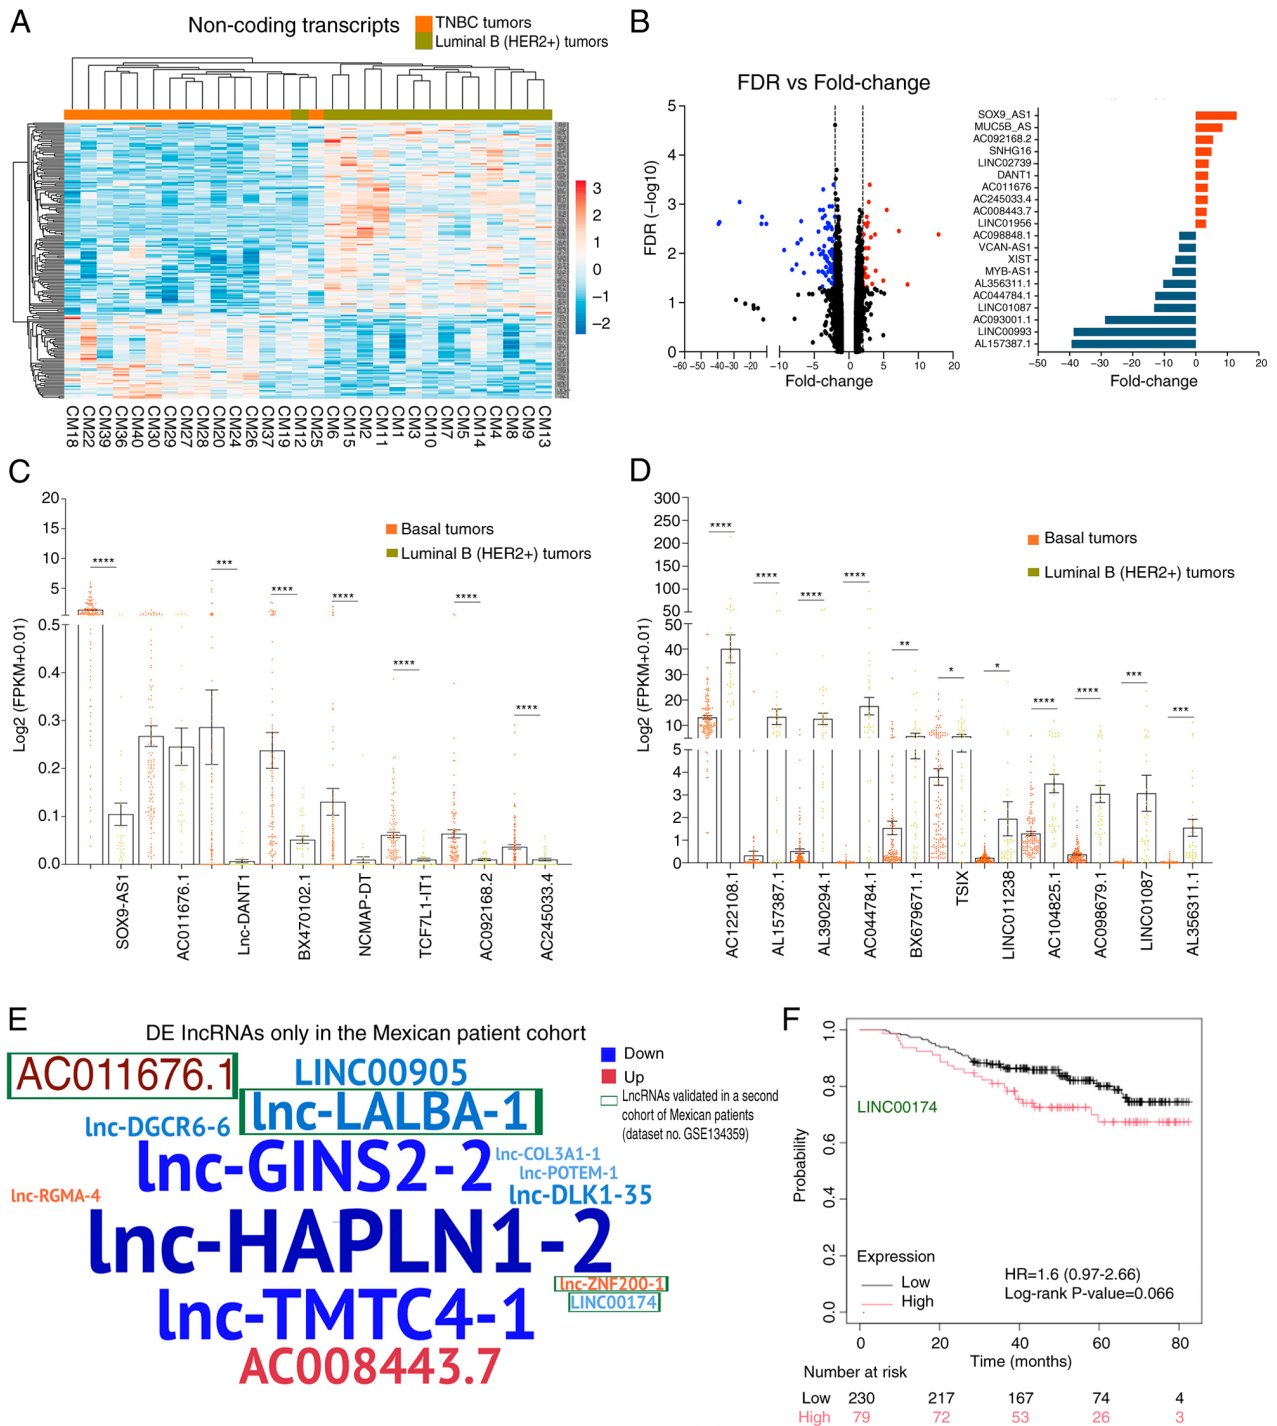 A
Non-coding transcripts
TNBC tumors
Luminal B (HER2+) tumors
3
2
1
0
−1
−2
CM18 CM22 CM39 CM36 CM40 CM30 CM29 CM27 CM28 CM20 CM24 CM26 CM37 CM19 CM12 CM25 CM6 CM15 CM2 CM11 CM1 CM3 CM10 CM7 CM5 CM14 CM4 CM8 CM9 CM13
B
FDR vs Fold-change
FDR (−log10)
5
4
3
2
1
0
−60 −50 −40 −30 −20 −10 −10 −5 0 5 10 20
Fold-change
SOX9_AS1
MUC5B_AS
AC092168.2
SNHG16
LINC02739
DANT1
AC011676
AC245033.4
AC008443.7
LINC01956
AC098848.1
VCAN-AS1
XIST
MYB-AS1
AL356311.1
AC044784.1
LINC01087
AC093001.1
LINC00993
AL157387.1
−50 −40 −30 −20 −10 0 10 20
Fold-change
C
Log2 (FPKM+0.01)
20
15
10
5
0.5
0.4
0.3
0.2
0.1
0.0
Basal tumors
Luminal B (HER2+) tumors
**** *** **** **** **** **** ****
SOX9-AS1 AC011676.1 Lnc-DANT1 BX470102.1 NCMAP-DT TCF7L1-IT1 AC092168.2 AC245033.4
D
Log2 (FPKM+0.01)
300
250
200
150
100
50
50
40
30
20
10
5
4
3
2
1
0
Basal tumors
Luminal B (HER2+) tumors
**** **** **** **** ** * * **** **** *** ***
AC122108.1 AL157387.1 AL390294.1 AC044784.1 BX679671.1 TSIX LINC011238 AC104825.1 AC098679.1 LINC01087 AL356311.1
E
DE lncRNAs only in the Mexican patient cohort
AC011676.1
LINC00905
lnc-LALBA-1
lnc-DGCR6-6
lnc-GINS2-2
lnc-COL3A1-1
lnc-POTEM-1
lnc-RGMA-4
lnc-DLK1-35
lnc-HAPLN1-2
lnc-ZNF200-1
LINC00174
lnc-TMTC4-1
AC008443.7
Down
Up
LncRNAs validated in a second
cohort of Mexican patients
(dataset no. GSE134359)
F
Probability
1.0
0.8
0.6
0.4
0.2
0.0
LINC00174
Expression
Low
High
HR=1.6 (0.97-2.66)
Log-rank P-value=0.066
0 20 40 60 80
Time (months)
Number at risk
Low 230 217 167 74 4
High 79 72 53 26 3